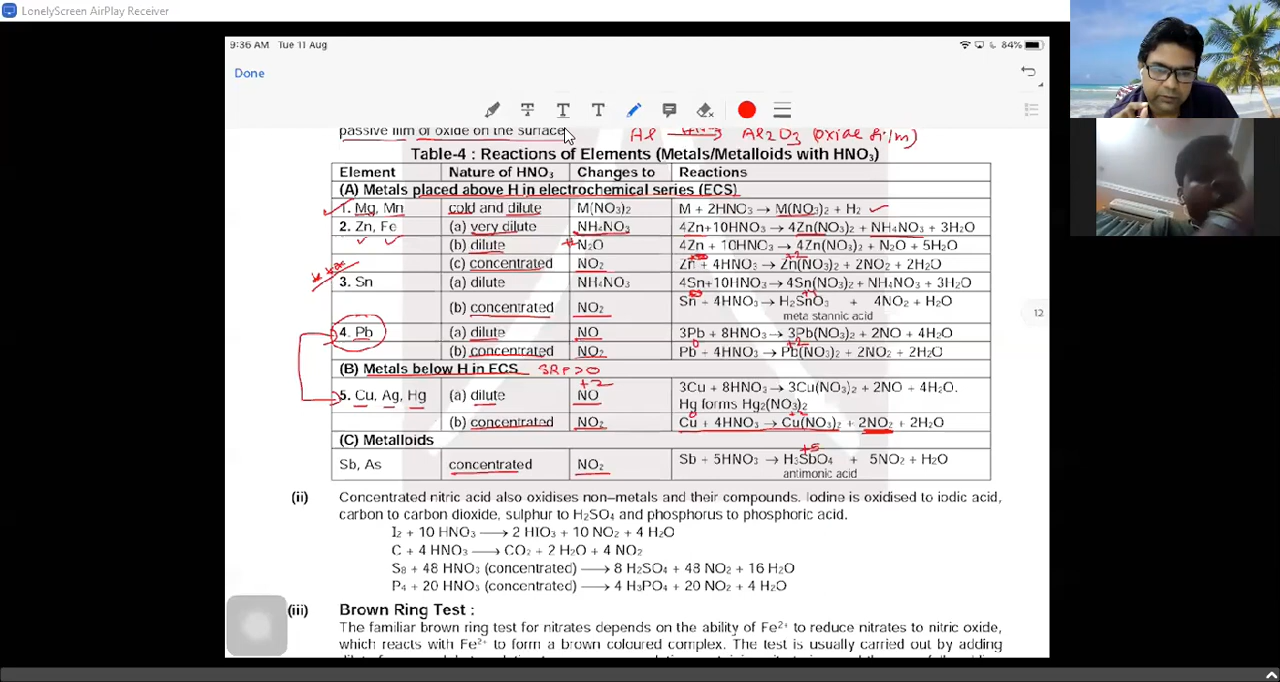 LonelyScreen AirPlay Receiver
9:36 AM Tue 11 Aug
84%
Done
passive film of oxide on the surface
Al HNO3 Al2O3 (oxide film)
Table-4 : Reactions of Elements (Metals/Metalloids with HNO₃)
Element Nature of HNO₃ Changes to Reactions
(A) Metals placed above H in electrochemical series (ECS)
1. Mg, Mn cold and dilute M(NO₃)₂ M + 2HNO₃ → M(NO₃)₂ + H₂
2. Zn, Fe (a) very dilute NH₄NO₃ 4Zn+10HNO₃ → 4Zn(NO₃)₂ + NH₄NO₃ + 3H₂O
(b) dilute N₂O 4Zn + 10HNO₃ → 4Zn(NO₃)₂ + N₂O + 5H₂O
+2
(c) concentrated NO₂ Zn + 4HNO₃ → Zn(NO₃)₂ + 2NO₂ + 2H₂O
3. Sn (a) dilute NH₄NO₃ 4Sn+10HNO₃ → 4Sn(NO₃)₂ + NH₄NO₃ + 3H₂O
+4
(b) concentrated NO₂ Sn + 4HNO₃ → H₂SnO₃ + 4NO₂ + H₂O
meta stannic acid
4. Pb (a) dilute NO 3Pb + 8HNO₃ → 3Pb(NO₃)₂ + 2NO + 4H₂O
0 +2
(b) concentrated NO₂ Pb + 4HNO₃ → Pb(NO₃)₂ + 2NO₂ + 2H₂O
(B) Metals below H in ECS SRP>0
+2
5. Cu, Ag, Hg (a) dilute NO 3Cu + 8HNO₃ → 3Cu(NO₃)₂ + 2NO + 4H₂O.
Hg forms Hg₂(NO₃)₂
0 +2
(b) concentrated NO₂ Cu + 4HNO₃ → Cu(NO₃)₂ + 2NO₂ + 2H₂O
(C) Metalloids
+5
Sb, As concentrated NO₂ Sb + 5HNO₃ → H₃SbO₄ + 5NO₂ + H₂O
antimonic acid
12
(ii) Concentrated nitric acid also oxidises non–metals and their compounds. Iodine is oxidised to iodic acid,
carbon to carbon dioxide, sulphur to H₂SO₄ and phosphorus to phosphoric acid.
I₂ + 10 HNO₃ ⟶ 2 HIO₃ + 10 NO₂ + 4 H₂O
C + 4 HNO₃ ⟶ CO₂ + 2 H₂O + 4 NO₂
S₈ + 48 HNO₃ (concentrated) ⟶ 8 H₂SO₄ + 48 NO₂ + 16 H₂O
P₄ + 20 HNO₃ (concentrated) ⟶ 4 H₃PO₄ + 20 NO₂ + 4 H₂O
(iii) Brown Ring Test :
The familiar brown ring test for nitrates depends on the ability of Fe²⁺ to reduce nitrates to nitric oxide,
which reacts with Fe²⁺ to form a brown coloured complex. The test is usually carried out by adding